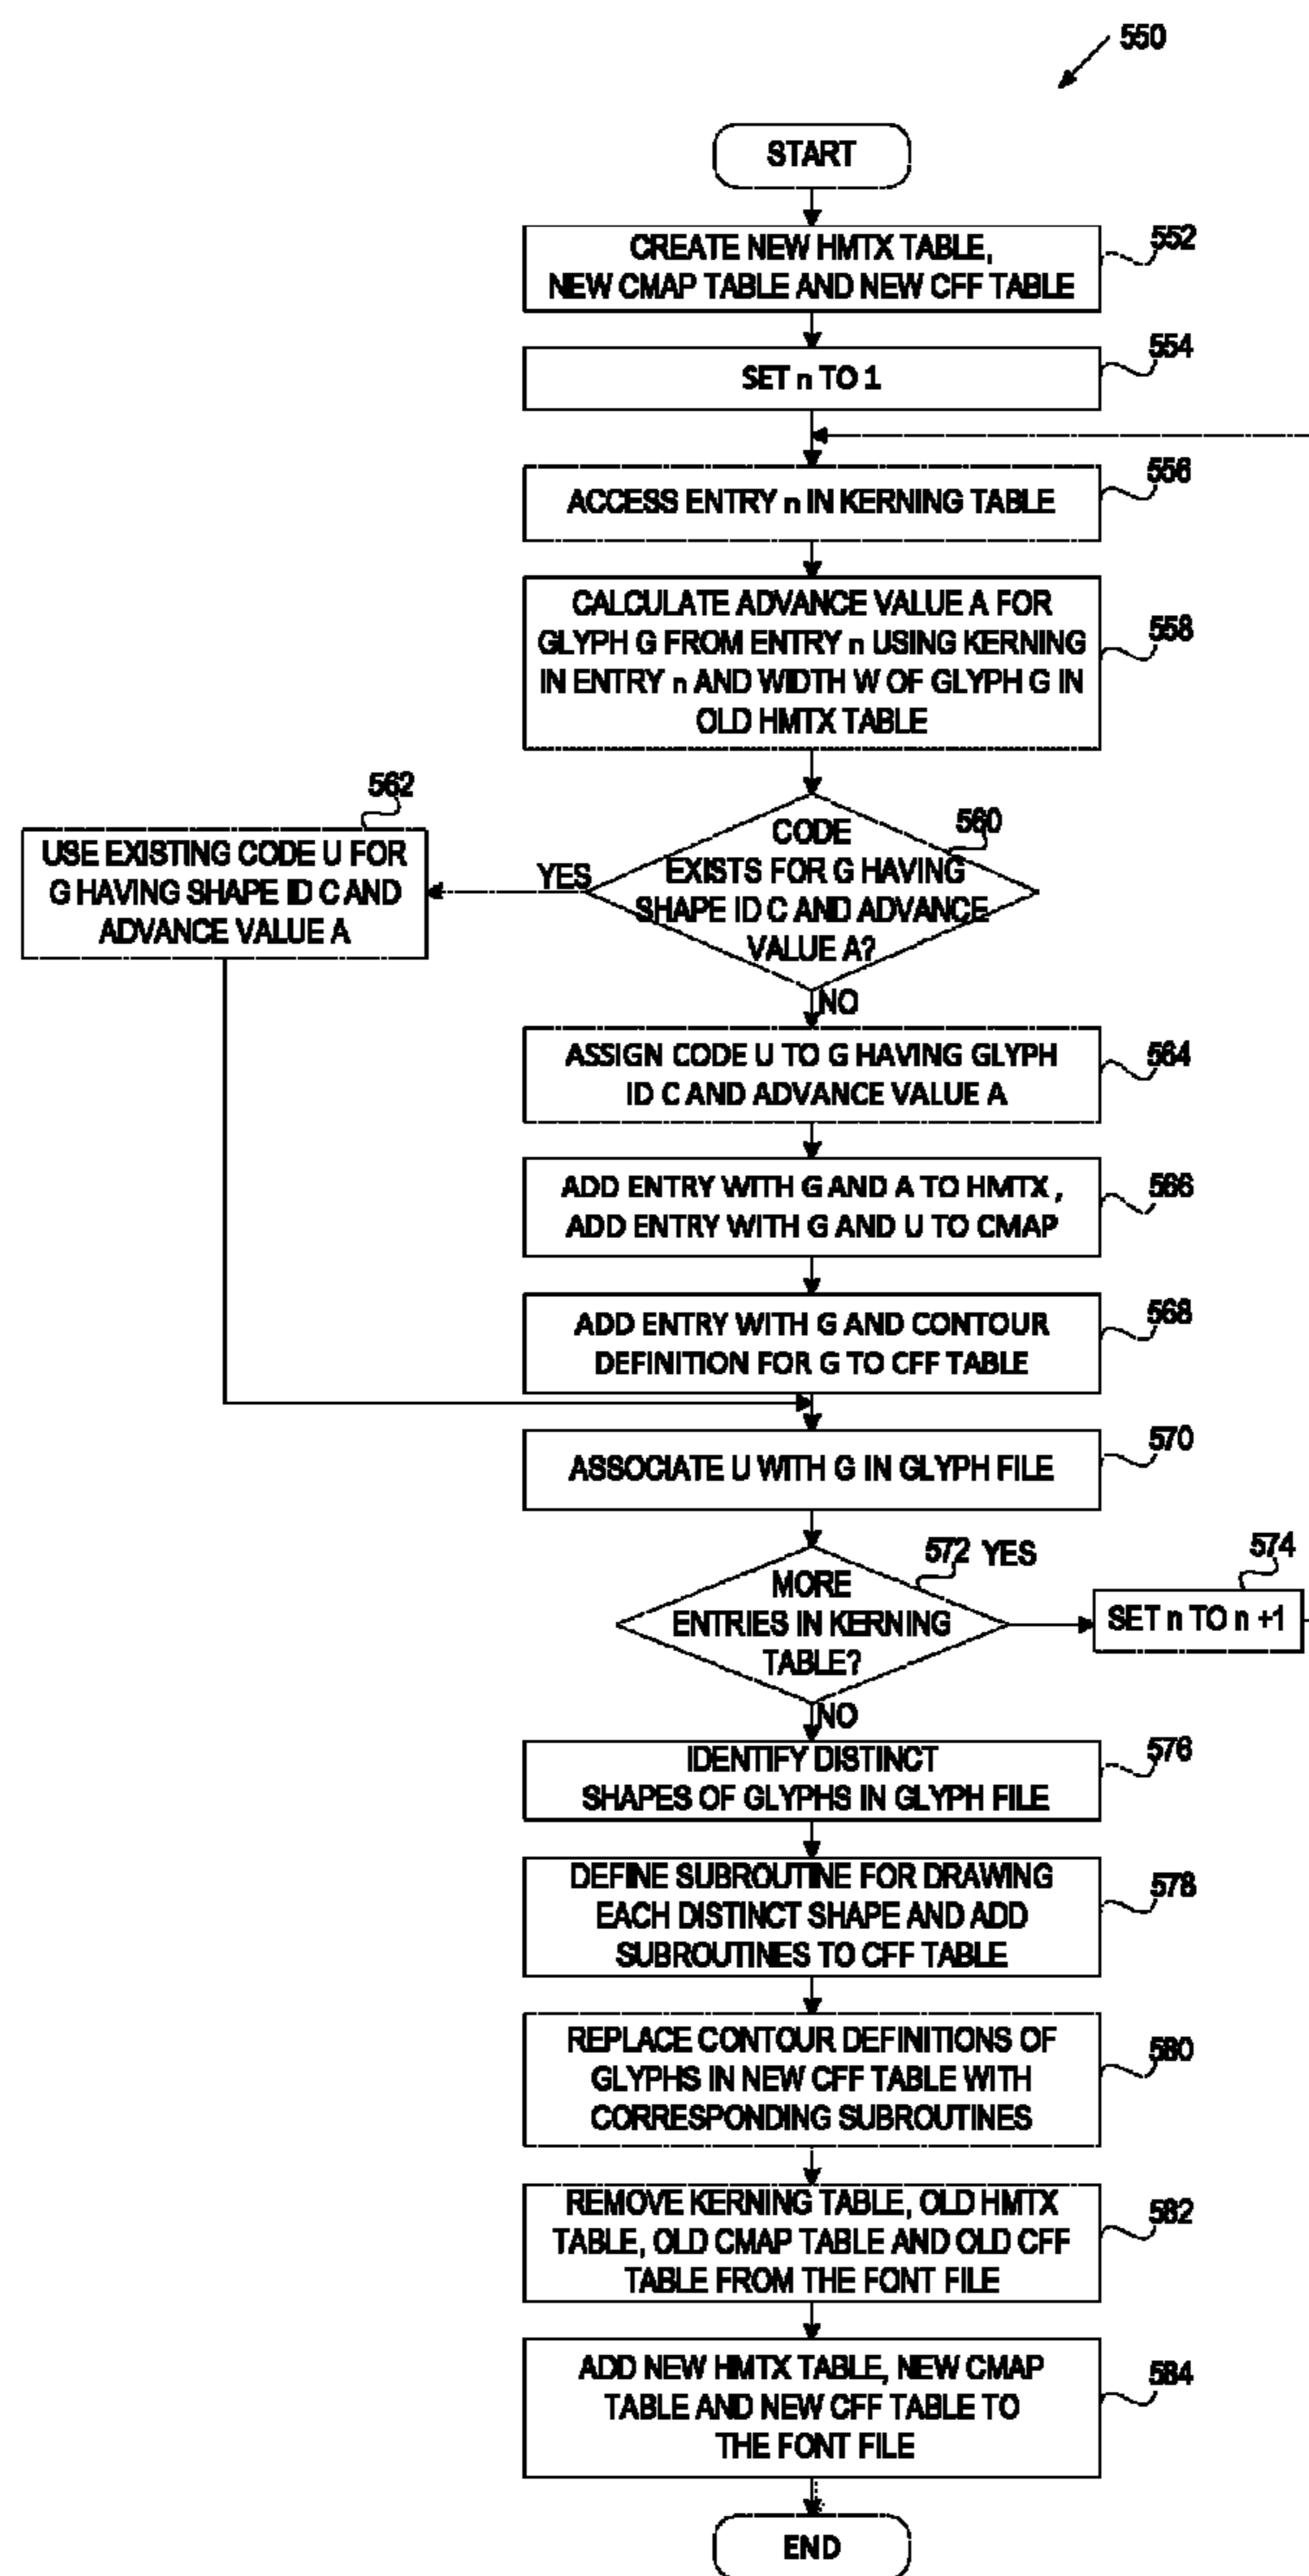 550
START
CREATE NEW HMTX TABLE,
NEW CMAP TABLE AND NEW CFF TABLE
552
SET n TO 1
554
ACCESS ENTRY n IN KERNING TABLE
556
CALCULATE ADVANCE VALUE A FOR
GLYPH G FROM ENTRY n USING KERNING
IN ENTRY n AND WIDTH W OF GLYPH G IN
OLD HMTX TABLE
558
CODE
EXISTS FOR G HAVING
SHAPE ID C AND ADVANCE
VALUE A?
560
YES
562
USE EXISTING CODE U FOR
G HAVING SHAPE ID C AND
ADVANCE VALUE A
NO
ASSIGN CODE U TO G HAVING GLYPH
ID C AND ADVANCE VALUE A
564
ADD ENTRY WITH G AND A TO HMTX ,
ADD ENTRY WITH G AND U TO CMAP
566
ADD ENTRY WITH G AND CONTOUR
DEFINITION FOR G TO CFF TABLE
568
ASSOCIATE U WITH G IN GLYPH FILE
570
MORE
ENTRIES IN KERNING
TABLE?
572 YES
574
SET n TO n +1
NO
IDENTIFY DISTINCT
SHAPES OF GLYPHS IN GLYPH FILE
576
DEFINE SUBROUTINE FOR DRAWING
EACH DISTINCT SHAPE AND ADD
SUBROUTINES TO CFF TABLE
578
REPLACE CONTOUR DEFINITIONS OF
GLYPHS IN NEW CFF TABLE WITH
CORRESPONDING SUBROUTINES
580
REMOVE KERNING TABLE, OLD HMTX
TABLE, OLD CMAP TABLE AND OLD CFF
TABLE FROM THE FONT FILE
582
ADD NEW HMTX TABLE, NEW CMAP
TABLE AND NEW CFF TABLE TO
THE FONT FILE
584
END